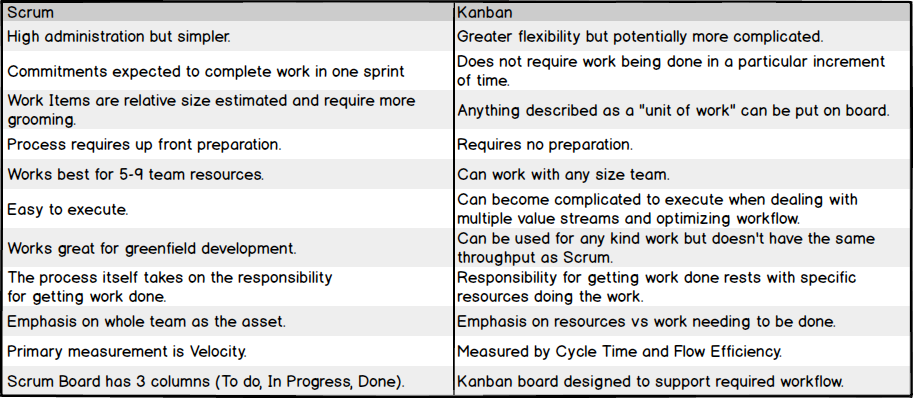 Scrum
Kanban
High administration but simpler.
Greater flexibility but potentially more complicated.
Commitments expected to complete work in one sprint
Does not require work being done in a particular increment
of time.
Work Items are relative size estimated and require more
grooming.
Anything described as a "unit of work" can be put on board.
Process requires up front preparation.
Requires no preparation.
Works best for 5-9 team resources.
Can work with any size team.
Easy to execute.
Can become complicated to execute when dealing with
multiple value streams and optimizing workflow.
Works great for greenfield development.
Can be used for any kind work but doesn't have the same
throughput as Scrum.
The process itself takes on the responsibility
for getting work done.
Responsibility for getting work done rests with specific
resources doing the work.
Emphasis on whole team as the asset.
Emphasis on resources vs work needing to be done.
Primary measurement is Velocity.
Measured by Cycle Time and Flow Efficiency.
Scrum Board has 3 columns (To do, In Progress, Done).
Kanban board designed to support required workflow.